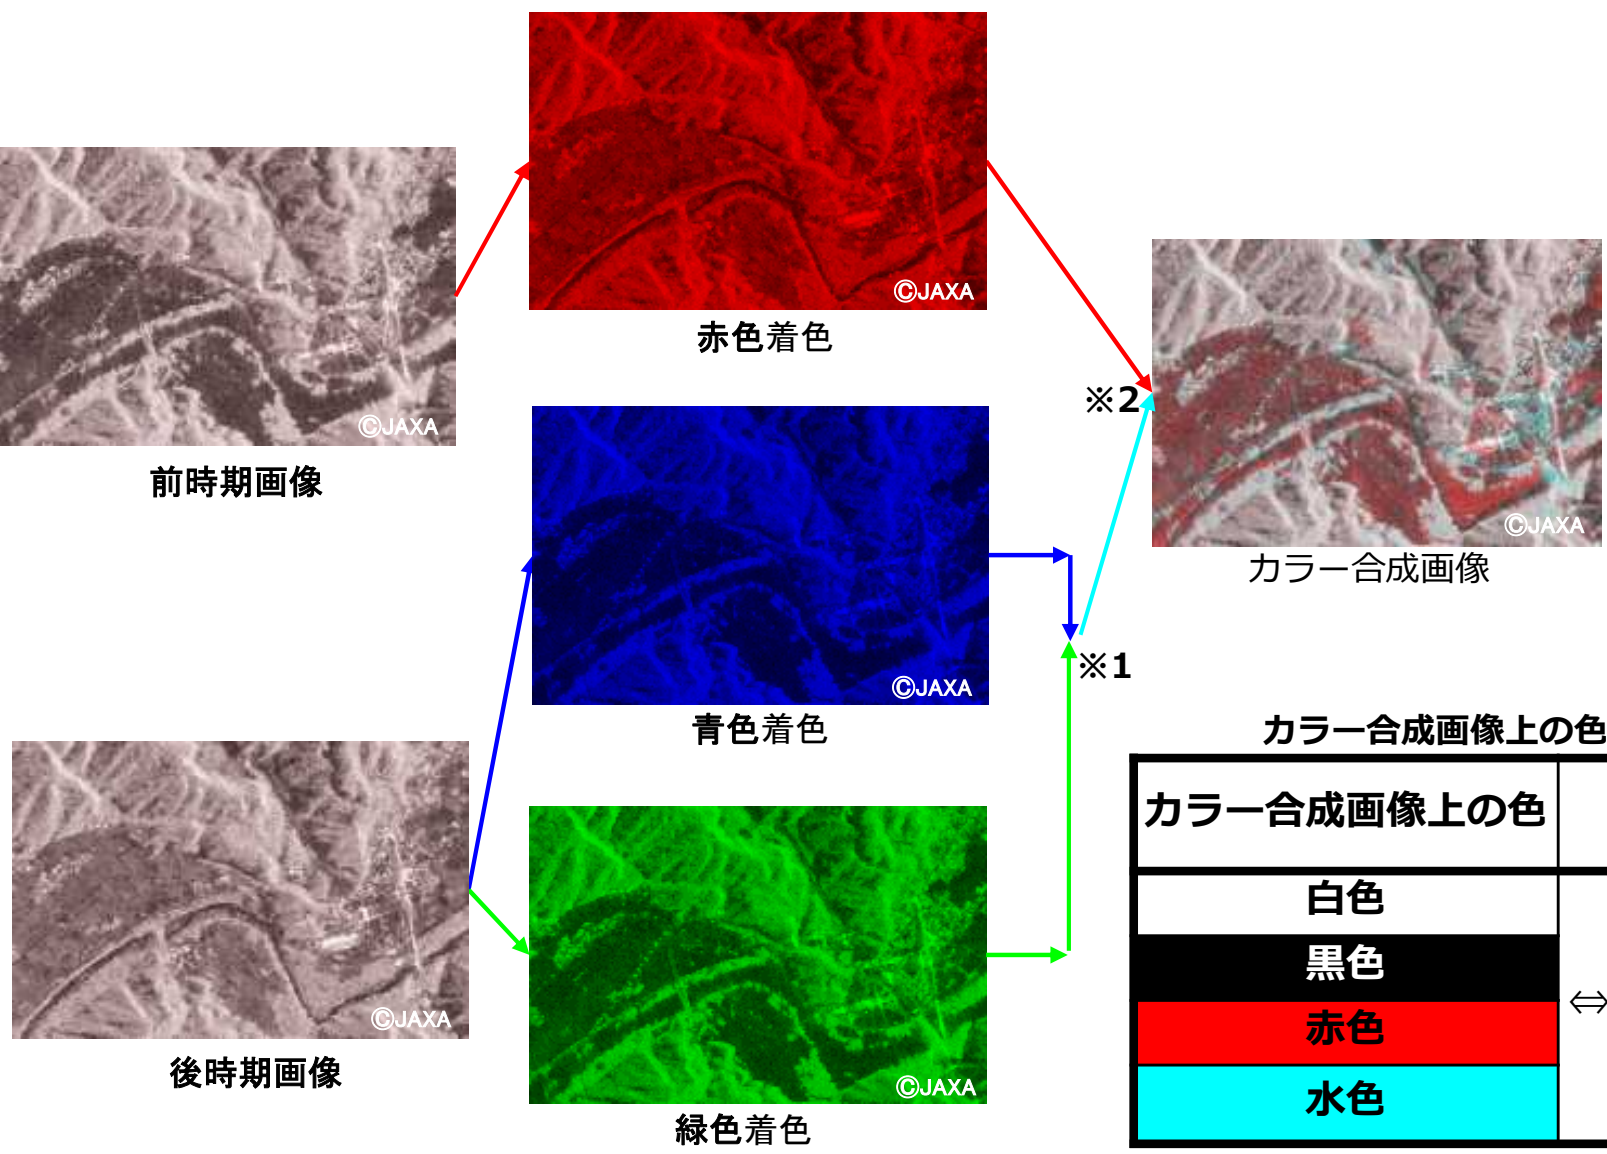 ©JAXA
赤色着色
©JAXA
前時期画像
※2
©JAXA
カラー合成画像
©JAXA
青色着色
※1
©JAXA
後時期画像
©JAXA
緑色着色
カラー合成画像上の色
カラー合成画像上の色
白色
黒色
⇔
赤色
水色